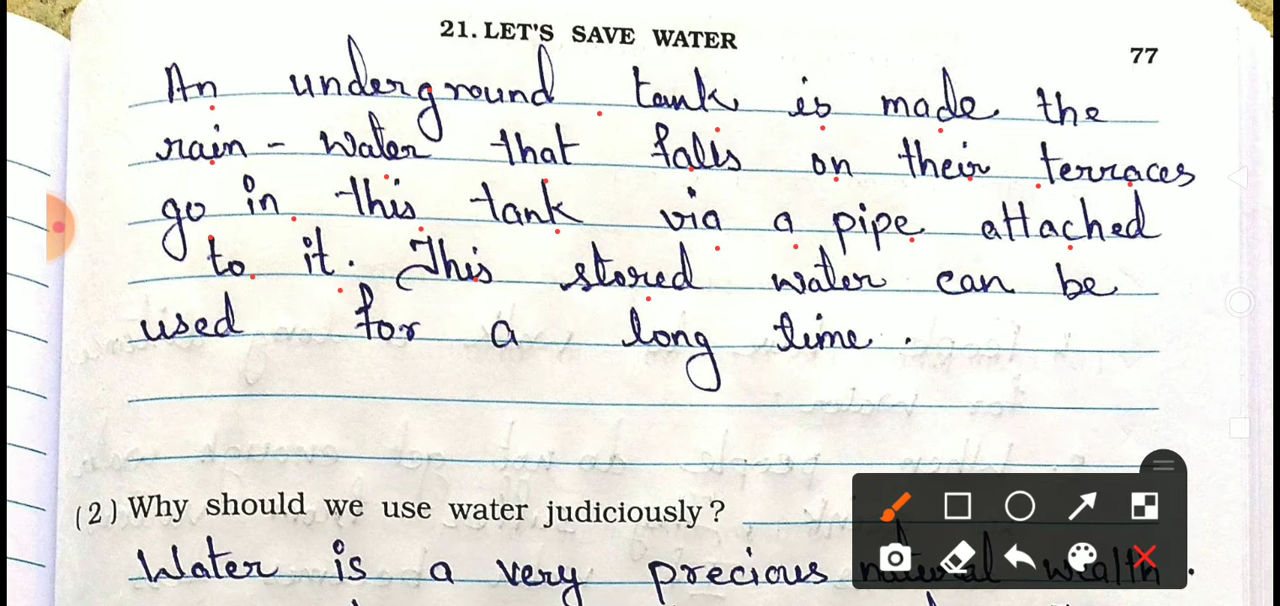 21. LET'S SAVE WATER
77
An underground tank is made the
rain - water that falls on their terraces
go in this tank via a pipe attached
to it. This stored water can be
used for a long time.
(2) Why should we use water judiciously?
Water is a very precious natural wealth.